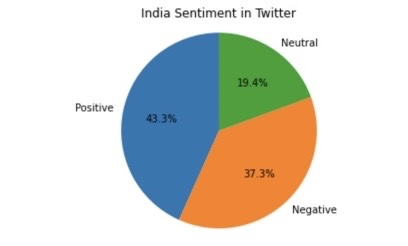 India Sentiment in Twitter
Neutral
19.4%
Positive
43.3%
37.3%
Negative